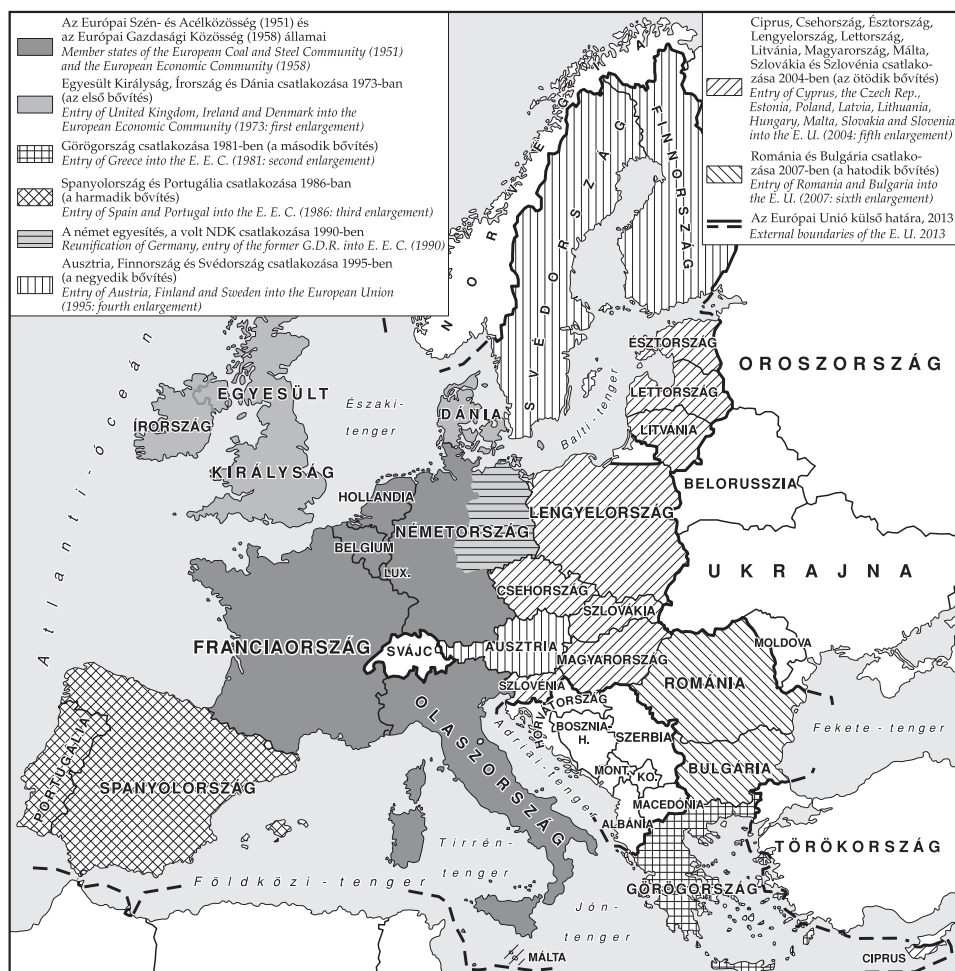 Az Európai Szén- és Acélközösség (1951) és
az Európai Gazdasági Közösség (1958) államai
Member states of the European Coal and Steel Community (1951)
and the European Economic Community (1958)
Egyesült Királyság, Írország és Dánia csatlakozása 1973-ban
(az első bővítés)
Entry of United Kingdom, Ireland and Denmark into the
European Economic Community (1973: first enlargement)
Görögország csatlakozása 1981-ben (a második bővítés)
Entry of Greece into the E. E. C. (1981: second enlargement)
Spanyolország és Portugália csatlakozása 1986-ban
(a harmadik bővítés)
Entry of Spain and Portugal into the E. E. C. (1986: third enlargement)
A német egyesítés, a volt NDK csatlakozása 1990-ben
Reunification of Germany, entry of the former G.D.R. into E. E. C. (1990)
Ausztria, Finnország és Svédország csatlakozása 1995-ben
(a negyedik bővítés)
Entry of Austria, Finland and Sweden into the European Union
(1995: fourth enlargement)
Ciprus, Csehország, Észtország,
Lengyelország, Lettország,
Litvánia, Magyarország, Málta,
Szlovákia és Szlovénia csatlako-
zása 2004-ben (az ötödik bővítés)
Entry of Cyprus, the Czech Rep.,
Estonia, Poland, Latvia, Lithuania,
Hungary, Malta, Slovakia and Slovenia
into the E. U. (2004: fifth enlargement)
Románia és Bulgária csatlako-
zása 2007-ben (a hatodik bővítés)
Entry of Romania and Bulgaria into
the E. U. (2007: sixth enlargement)
Az Európai Unió külső határa, 2013
External boundaries of the E. U. 2013
NORVÉGIA
SVÉDORSZÁG
FINNORSZÁG
ÉSZTORSZÁG
OROSZORSZÁG
LETTORSZÁG
LITVÁNIA
Balti-tenger
Atlanti-óceán
EGYESÜLT
KIRÁLYSÁG
ÍRORSZÁG
Északi-
tenger
DÁNIA
BELORUSSZIA
HOLLANDIA
LENGYELORSZÁG
NÉMETORSZÁG
BELGIUM
LUX.
UKRAJNA
CSEHORSZÁG
SZLOVÁKIA
FRANCIAORSZÁG
SVÁJC
AUSZTRIA
MOLDOVA
MAGYARORSZÁG
SZLOVÉNIA
ROMÁNIA
HORVÁTORSZÁG
OLASZORSZÁG
Adriai-tenger
BOSZNIA-
H.
SZERBIA
Fekete-tenger
MONT.
KO.
BULGÁRIA
PORTUGÁLIA
SPANYOLORSZÁG
MACEDÓNIA
ALBÁNIA
TÖRÖKORSZÁG
Tirrén-
tenger
Földközi-tenger
GÖRÖGORSZÁG
Jón-
tenger
MÁLTA
CIPRUS